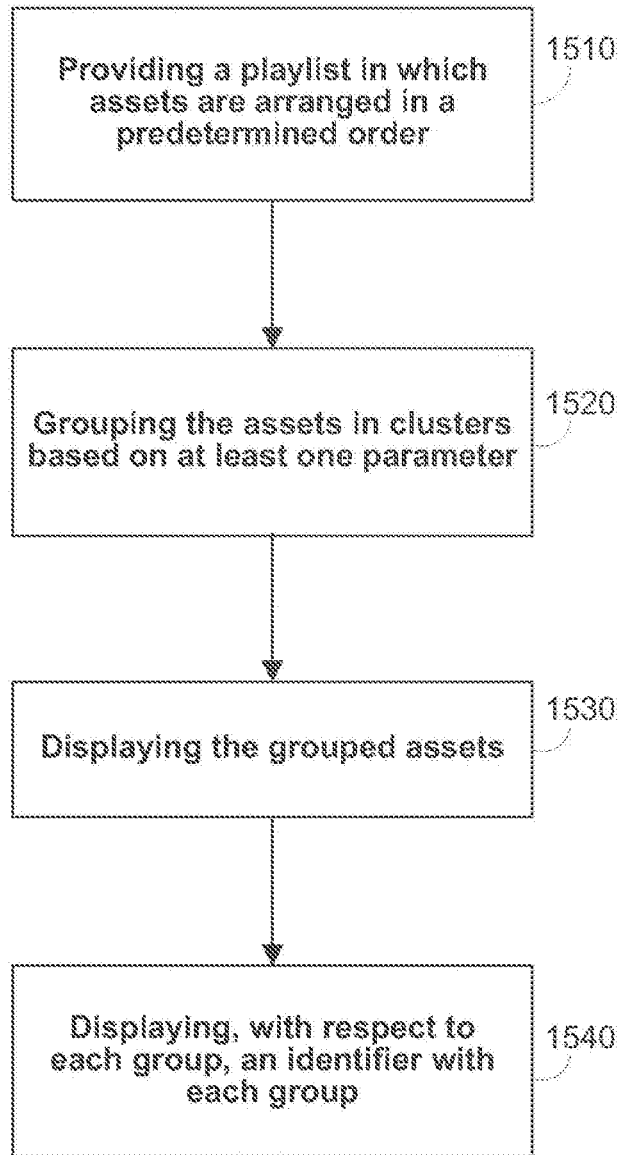 Providing a playlist in which
assets are arranged in a
predetermined order
1510
Grouping the assets in clusters
based on at least one parameter
1520
Displaying the grouped assets
1530
Displaying, with respect to
each group, an identifier with
each group
1540